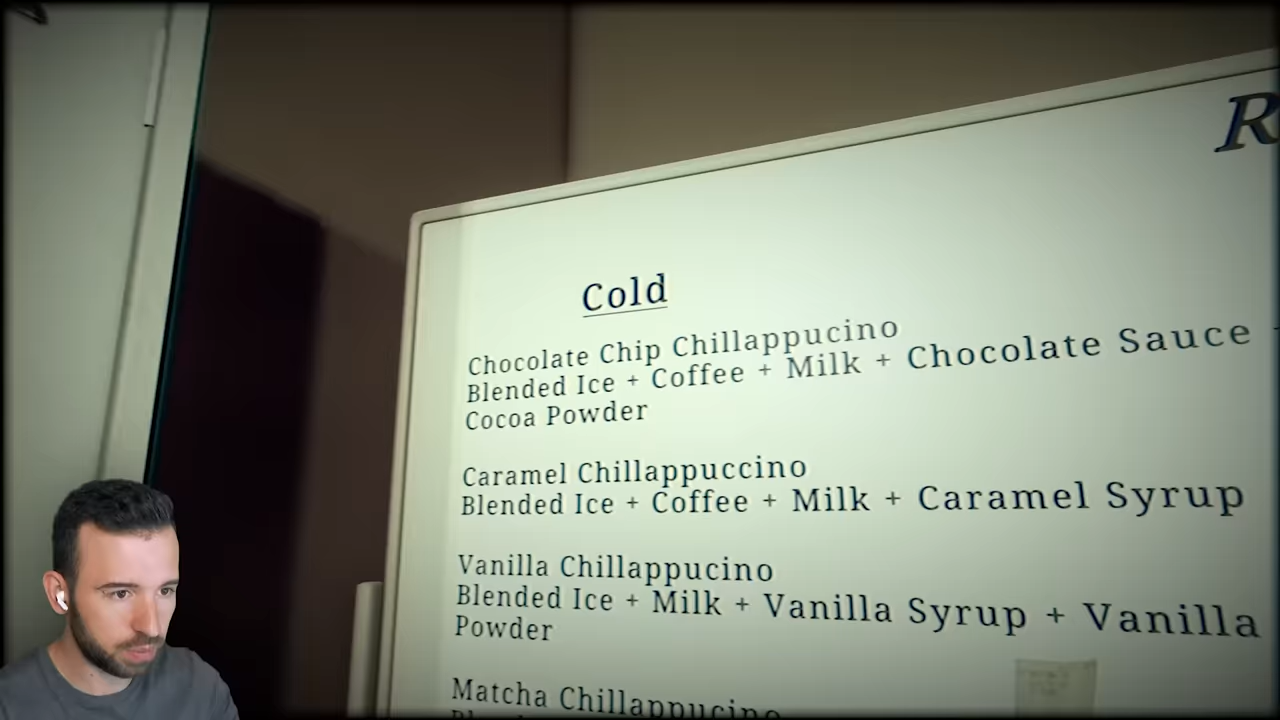 Cold
Chocolate Chip Chillappucino
Blended Ice + Coffee + Milk + Chocolate Sauce
Cocoa Powder
Caramel Chillappuccino
Blended Ice + Coffee + Milk + Caramel Syrup
Vanilla Chillappucino
Blended Ice + Milk + Vanilla Syrup + Vanilla
Powder
Matcha Chillappucino